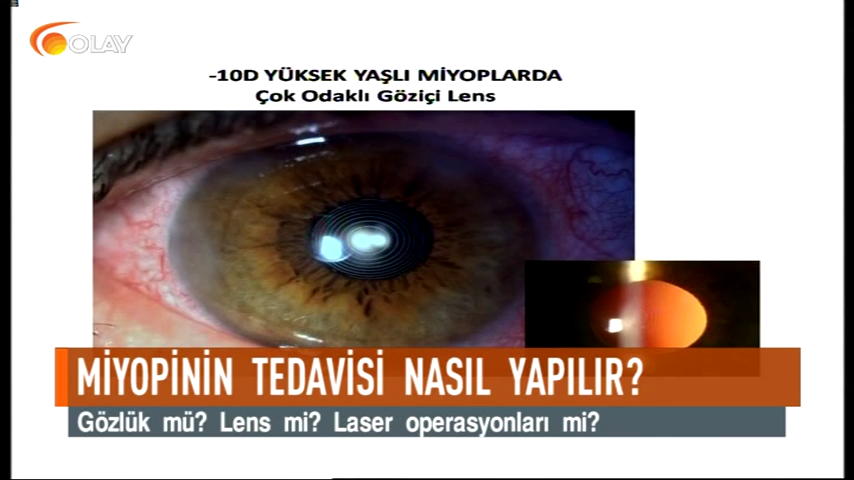 OLAY
-10D YÜKSEK YAŞLI MİYOPLARDA
Çok Odaklı Göziçi Lens
MİYOPİNİN TEDAVİSİ NASIL YAPILIR?
Gözlük mü? Lens mi? Laser operasyonları mi?